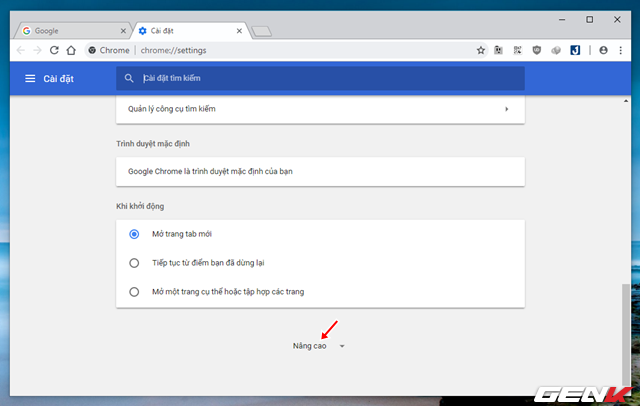 Google
Cài đặt
Chrome | chrome://settings
Cài đặt
Cài đặt tìm kiếm
Quản lý công cụ tìm kiếm
Trình duyệt mặc định
Google Chrome là trình duyệt mặc định của bạn
Khi khởi động
Mở trang tab mới
Tiếp tục từ điểm bạn đã dừng lại
Mở một trang cụ thể hoặc tập hợp các trang
Nâng cao
GENK